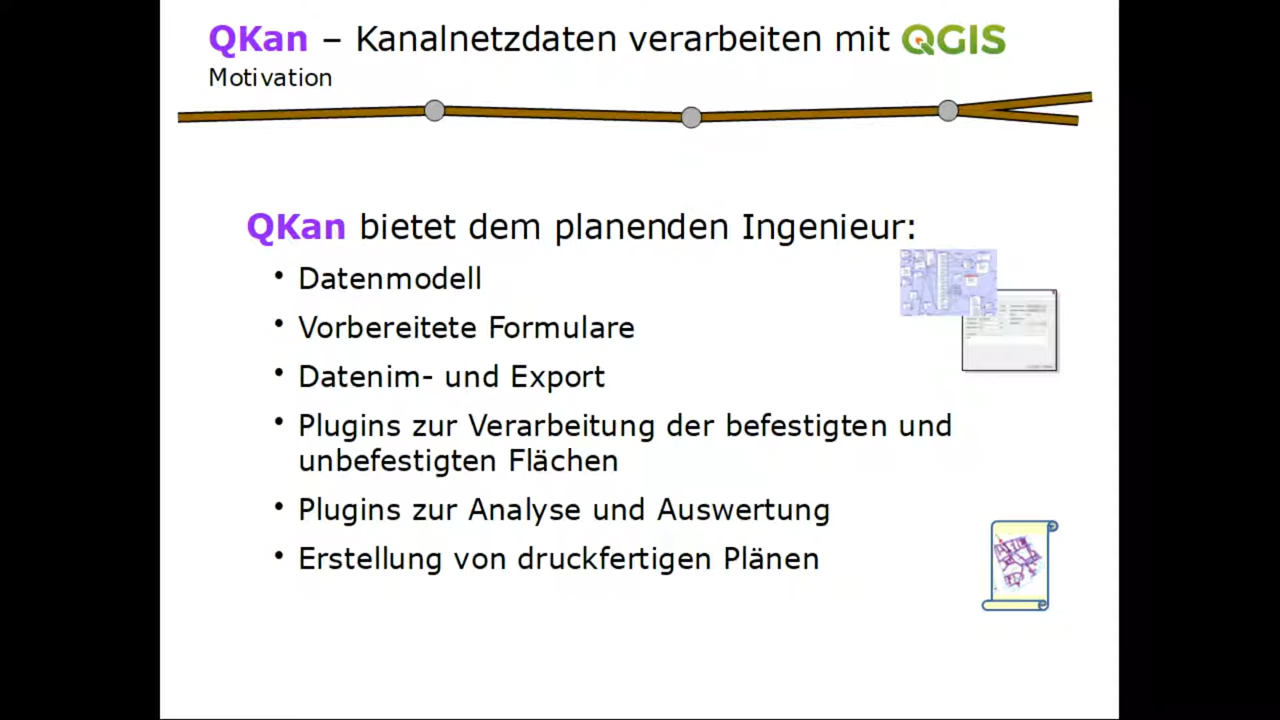 QKan – Kanalnetzdaten verarbeiten mit QGIS
Motivation
QKan bietet dem planenden Ingenieur:
• Datenmodell
• Vorbereitete Formulare
• Datenim- und Export
• Plugins zur Verarbeitung der befestigten und
unbefestigten Flächen
• Plugins zur Analyse und Auswertung
• Erstellung von druckfertigen Plänen